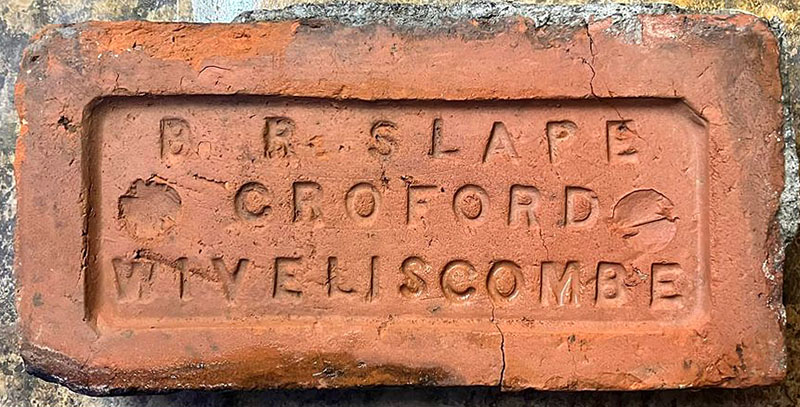 B. R. SLAPE
CROFORD
WIVELISCOMBE